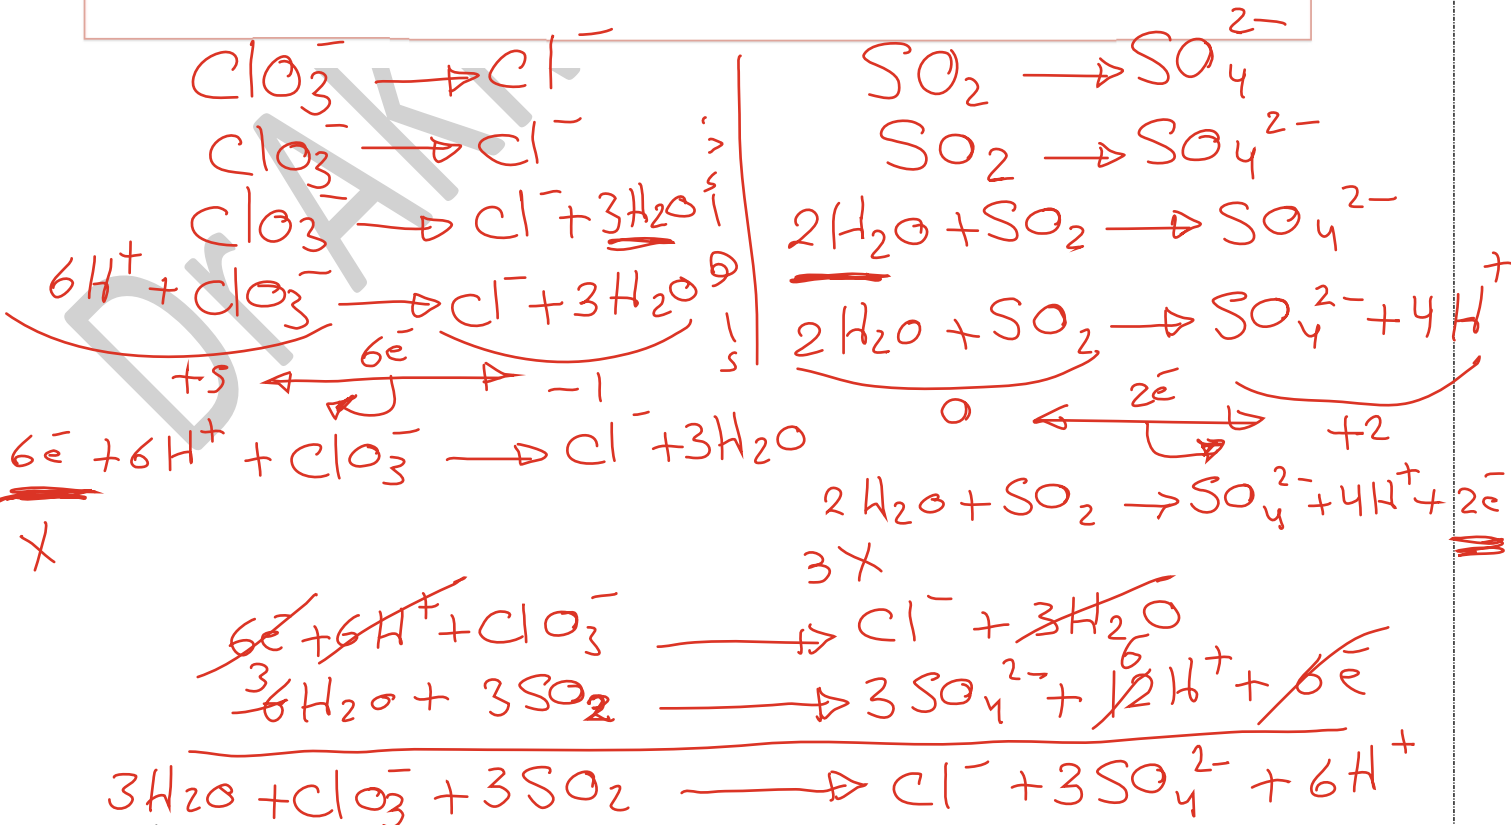 ClO₃⁻ → Cl⁻
ClO₃⁻ → Cl⁻
ClO₃⁻ → Cl⁻ + 3H₂O
6H⁺ + ClO₃⁻ → Cl⁻ + 3H₂O
+5 6e⁻ -1
6e⁻ + 6H⁺ + ClO₃⁻ → Cl⁻ + 3H₂O
X
SO₂ → SO₄²⁻
SO₂ → SO₄²⁻
2H₂O + SO₂ → SO₄²⁻
2H₂O + SO₂ → SO₄²⁻ + 4H⁺
0 2e⁻ +2
2H₂O + SO₂ → SO₄²⁻ + 4H⁺ + 2e⁻
3 X
6e⁻ + 6H⁺ + ClO₃⁻ → Cl⁻ + 3H₂O
3 6
6H₂O + 3SO₂ → 3SO₄²⁻ + 12H⁺ + 6e⁻
3H₂O + ClO₃⁻ + 3SO₂ → Cl⁻ + 3SO₄²⁻ + 6H⁺